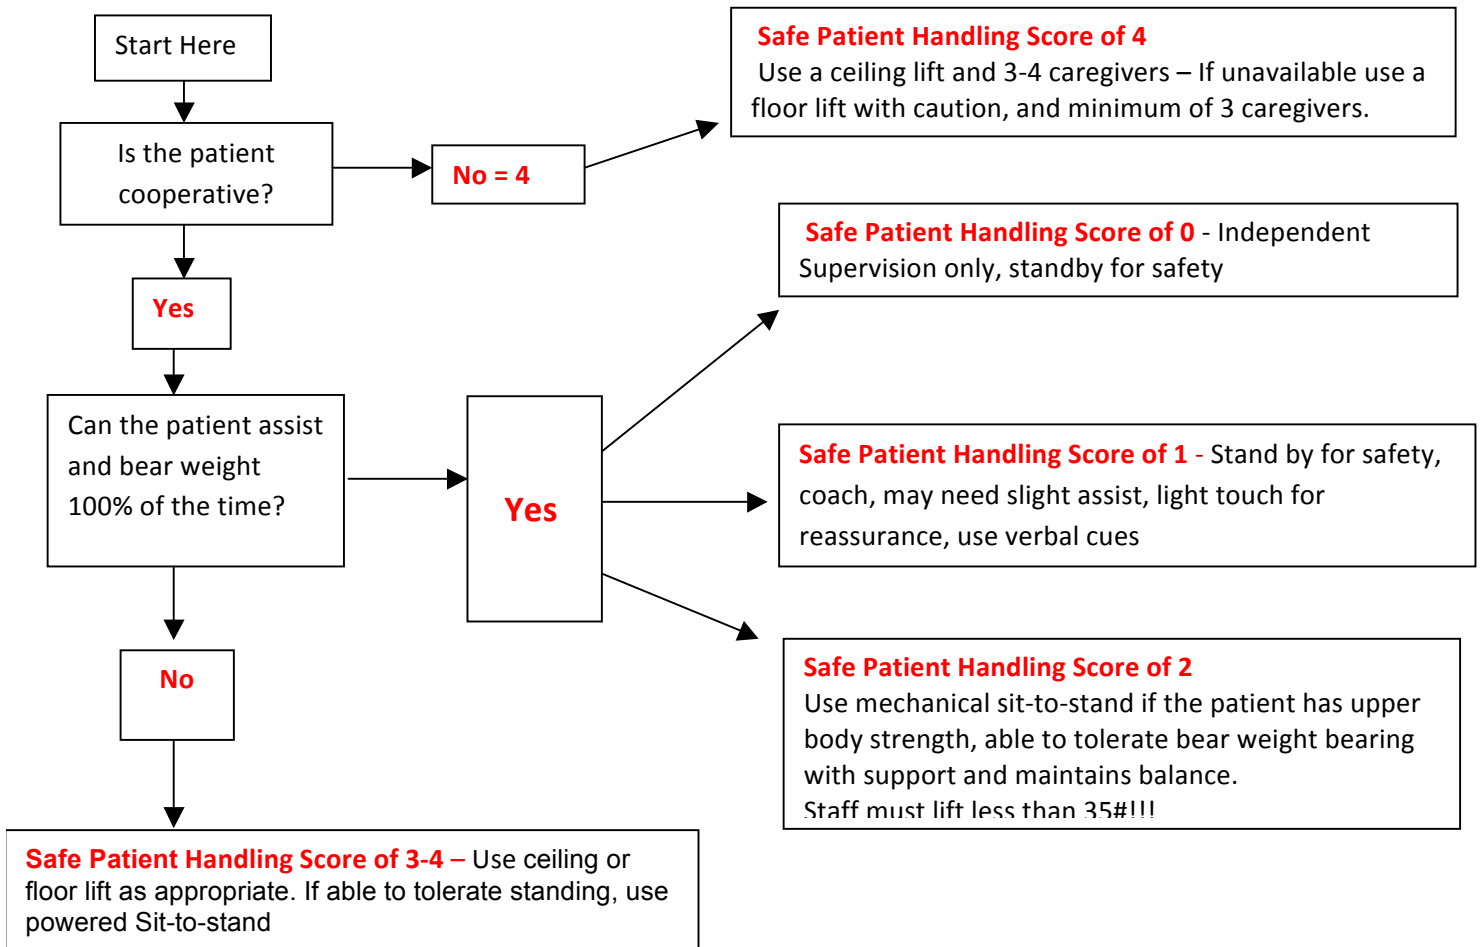 Start Here
Safe Patient Handling Score of 4
Use a ceiling lift and 3-4 caregivers – If unavailable use a
floor lift with caution, and minimum of 3 caregivers.
Is the patient
cooperative?
No = 4
Safe Patient Handling Score of 0 - Independent
Supervision only, standby for safety
Yes
Can the patient assist
and bear weight
100% of the time?
Yes
Safe Patient Handling Score of 1 - Stand by for safety,
coach, may need slight assist, light touch for
reassurance, use verbal cues
Safe Patient Handling Score of 2
Use mechanical sit-to-stand if the patient has upper
body strength, able to tolerate bear weight bearing
with support and maintains balance.
Staff must lift less than 35#!!!
No
Safe Patient Handling Score of 3-4 – Use ceiling or
floor lift as appropriate. If able to tolerate standing, use
powered Sit-to-stand